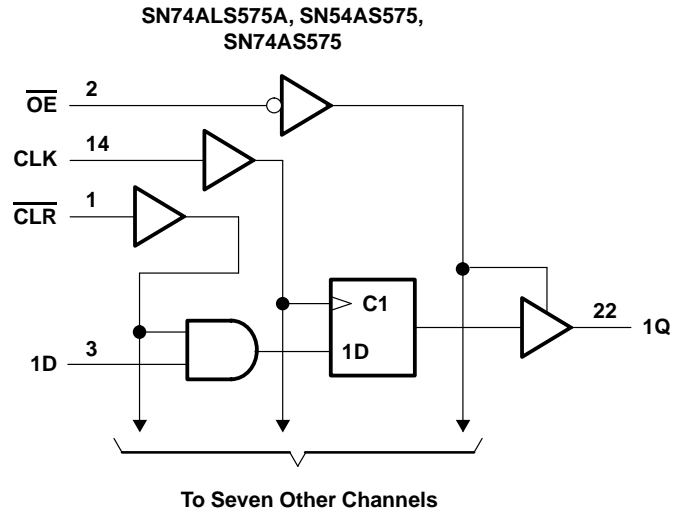 SN74ALS575A, SN54AS575,
SN74AS575
OE 2
CLK 14
CLR 1
C1
1D 3
1D
22 1Q
To Seven Other Channels